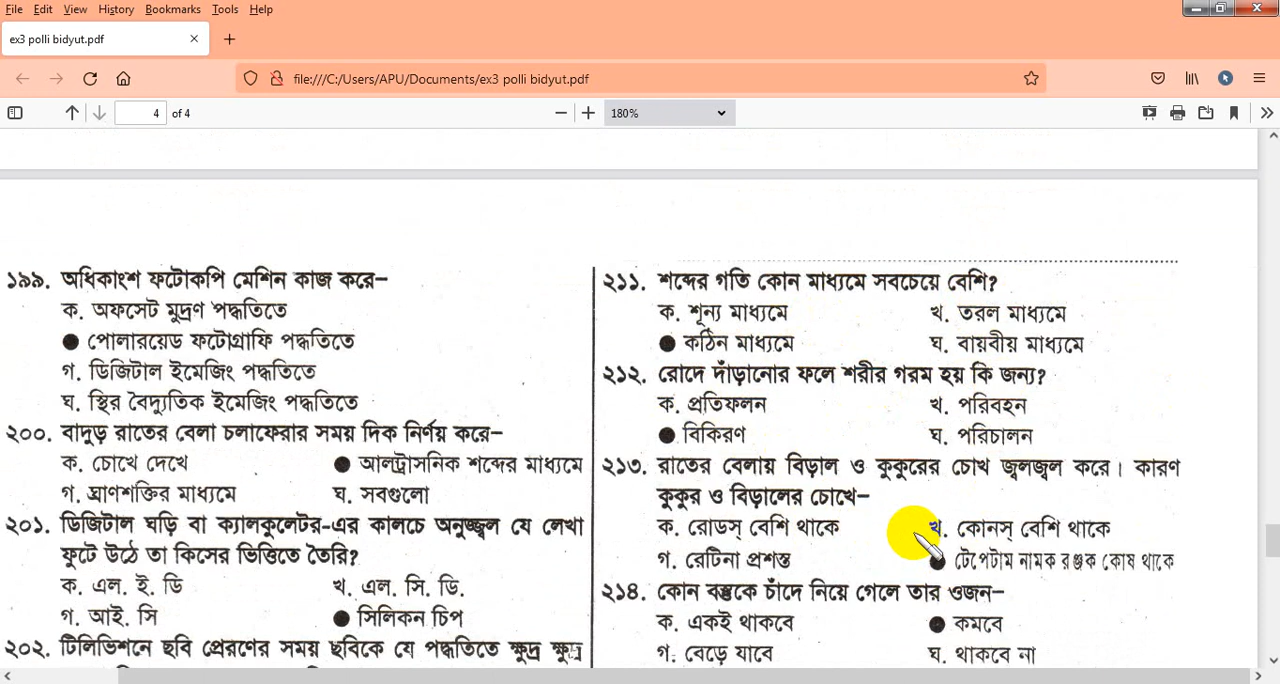 File Edit View History Bookmarks Tools Help
ex3 polli bidyut.pdf
file:///C:/Users/APU/Documents/ex3 polli bidyut.pdf
4 of 4
180%
১৯৯. অধিকাংশ ফটোকপি মেশিন কাজ করে–
ক. অফসেট মুদ্রণ পদ্ধতিতে
● পোলারয়েড ফটোগ্রাফি পদ্ধতিতে
গ. ডিজিটাল ইমেজিং পদ্ধতিতে
ঘ. স্থির বৈদ্যুতিক ইমেজিং পদ্ধতিতে
২০০. বাদুড় রাতের বেলা চলাফেরার সময় দিক নির্ণয় করে–
ক. চোখে দেখে ● আলট্রাসনিক শব্দের মাধ্যমে
গ. ঘ্রাণশক্তির মাধ্যমে ঘ. সবগুলো
২০১. ডিজিটাল ঘড়ি বা ক্যালকুলেটর-এর কালচে অনুজ্জ্বল যে লেখা
ফুটে উঠে তা কিসের ভিত্তিতে তৈরি?
ক. এল. ই. ডি খ. এল. সি. ডি.
গ. আই. সি ● সিলিকন চিপ
২০২. টিলিভিশনে ছবি প্রেরণের সময় ছবিকে যে পদ্ধতিতে ক্ষুদ্র ক্ষুদ্র
২১১. শব্দের গতি কোন মাধ্যমে সবচেয়ে বেশি?
ক. শূন্য মাধ্যমে খ. তরল মাধ্যমে
● কঠিন মাধ্যমে ঘ. বায়বীয় মাধ্যমে
২১২. রোদে দাঁড়ানোর ফলে শরীর গরম হয় কি জন্য?
ক. প্রতিফলন খ. পরিবহন
● বিকিরণ ঘ. পরিচালন
২১৩. রাতের বেলায় বিড়াল ও কুকুরের চোখ জ্বলজ্বল করে। কারণ
কুকুর ও বিড়ালের চোখে–
ক. রোডস্ বেশি থাকে খ. কোনস্ বেশি থাকে
গ. রেটিনা প্রশস্ত ● টেপেটাম নামক রঞ্জক কোষ থাকে
২১৪. কোন বস্তুকে চাঁদে নিয়ে গেলে তার ওজন–
ক. একই থাকবে ● কমবে
গ. বেড়ে যাবে ঘ. থাকবে না